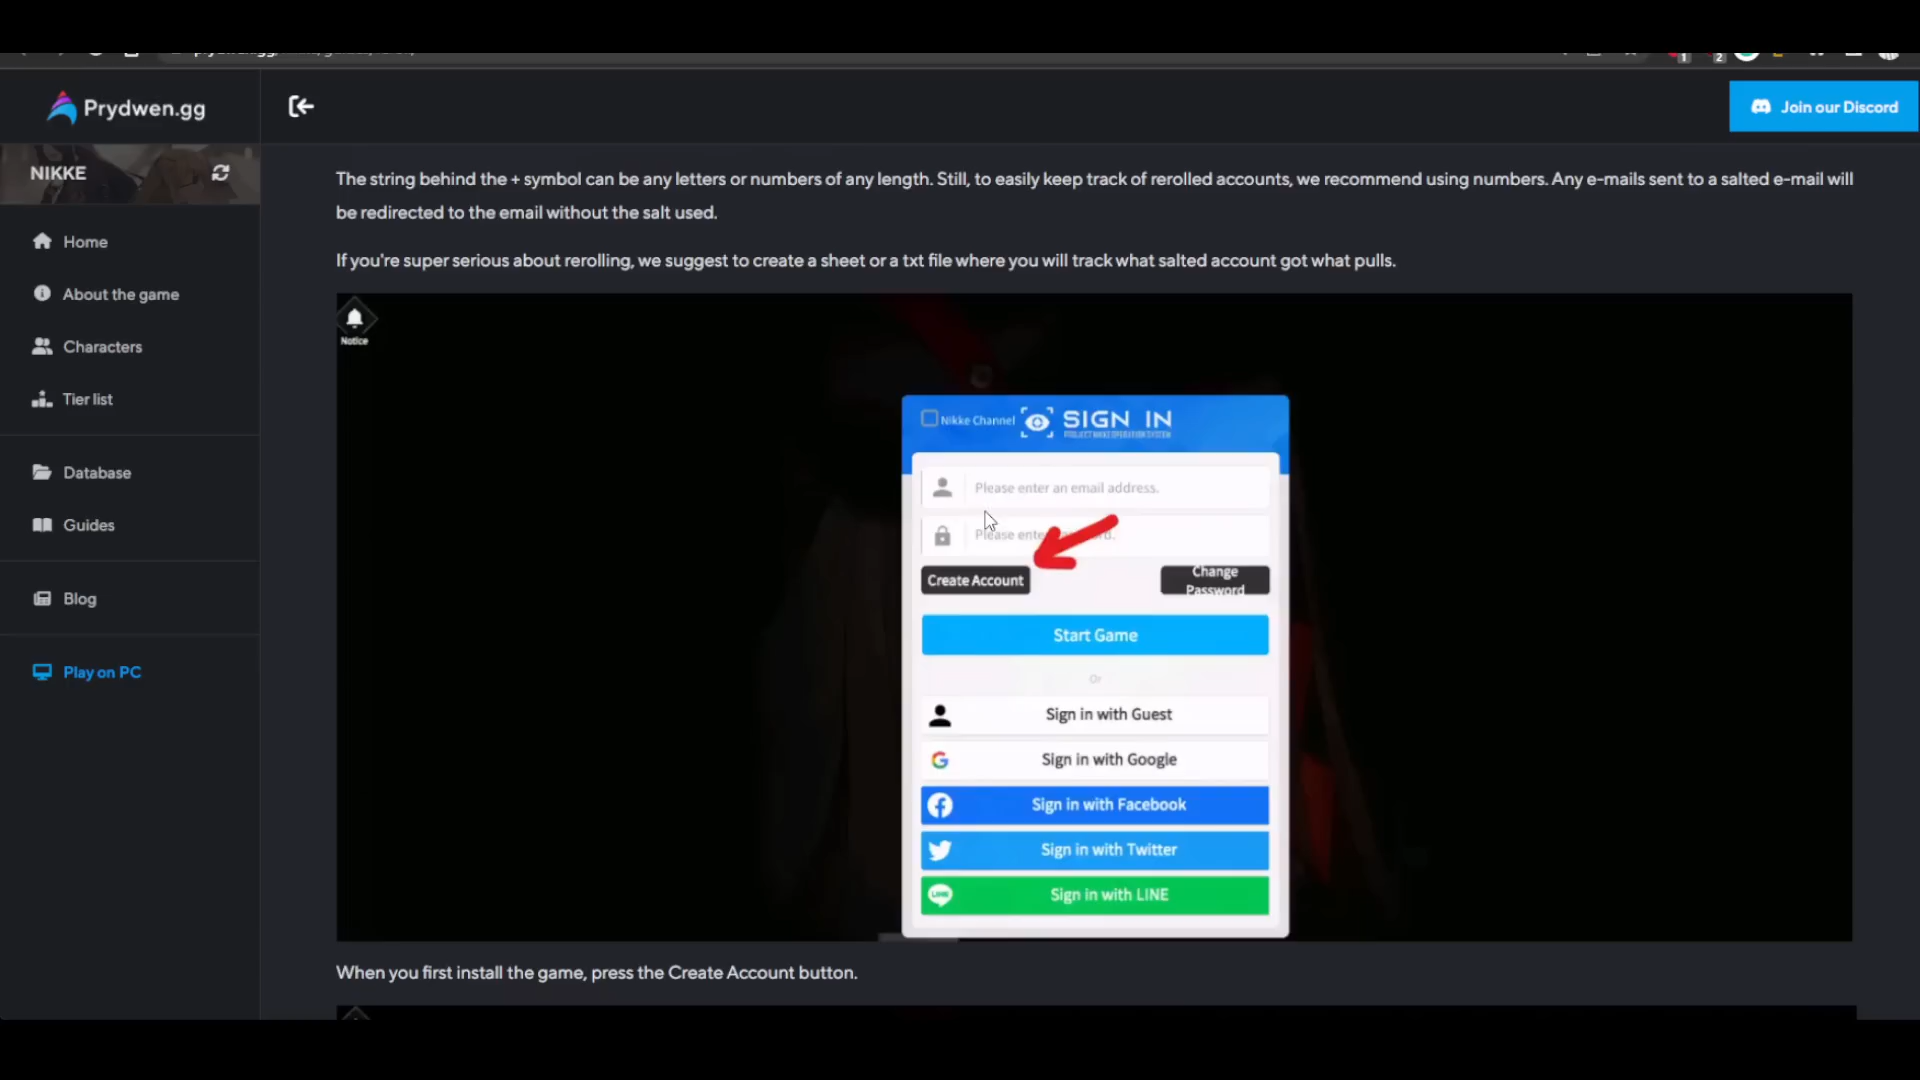 Prydwen.gg
Join our Discord
NIKKE
Home
About the game
Characters
Tier list
Database
Guides
Blog
Play on PC
The string behind the + symbol can be any letters or numbers of any length. Still, to easily keep track of rerolled accounts, we recommend using numbers. Any e-mails sent to a salted e-mail will
be redirected to the email without the salt used.
If you're super serious about rerolling, we suggest to create a sheet or a txt file where you will track what salted account got what pulls.
Notice
Nikke Channel
SIGN IN
Please enter an email address.
Please
Create Account
Change
Password
Start Game
Or
Sign in with Guest
Sign in with Google
Sign in with Facebook
Sign in with Twitter
LINE
Sign in with LINE
When you first install the game, press the Create Account button.
1
2